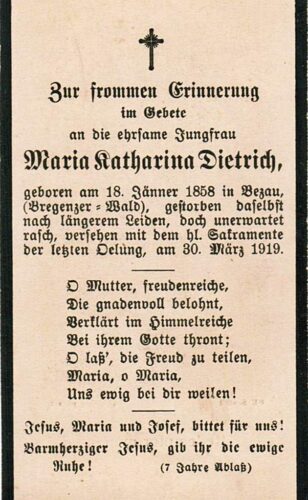 Zur frommen Erinnerung
im Gebete
an die ehrsame Jungfrau
Maria Katharina Dietrich,
geboren am 18. Jänner 1858 in Bezau,
(Bregenzer=Wald), gestorben daselbst
nach längerem Leiden, doch unerwartet
rasch, versehen mit dem hl. Sakramente
der letzten Oelung, am 30. März 1919.
O Mutter, freudenreiche,
Die gnadenvoll belohnt,
Verklärt im Himmelreiche
Bei ihrem Gotte thront;
O laß', die Freud zu teilen,
Maria, o Maria,
Uns ewig bei dir weilen!
Jesus, Maria und Josef, bittet für uns!
Barmherziger Jesus, gib ihr die ewige
Ruhe! (7 Jahre Ablaß)